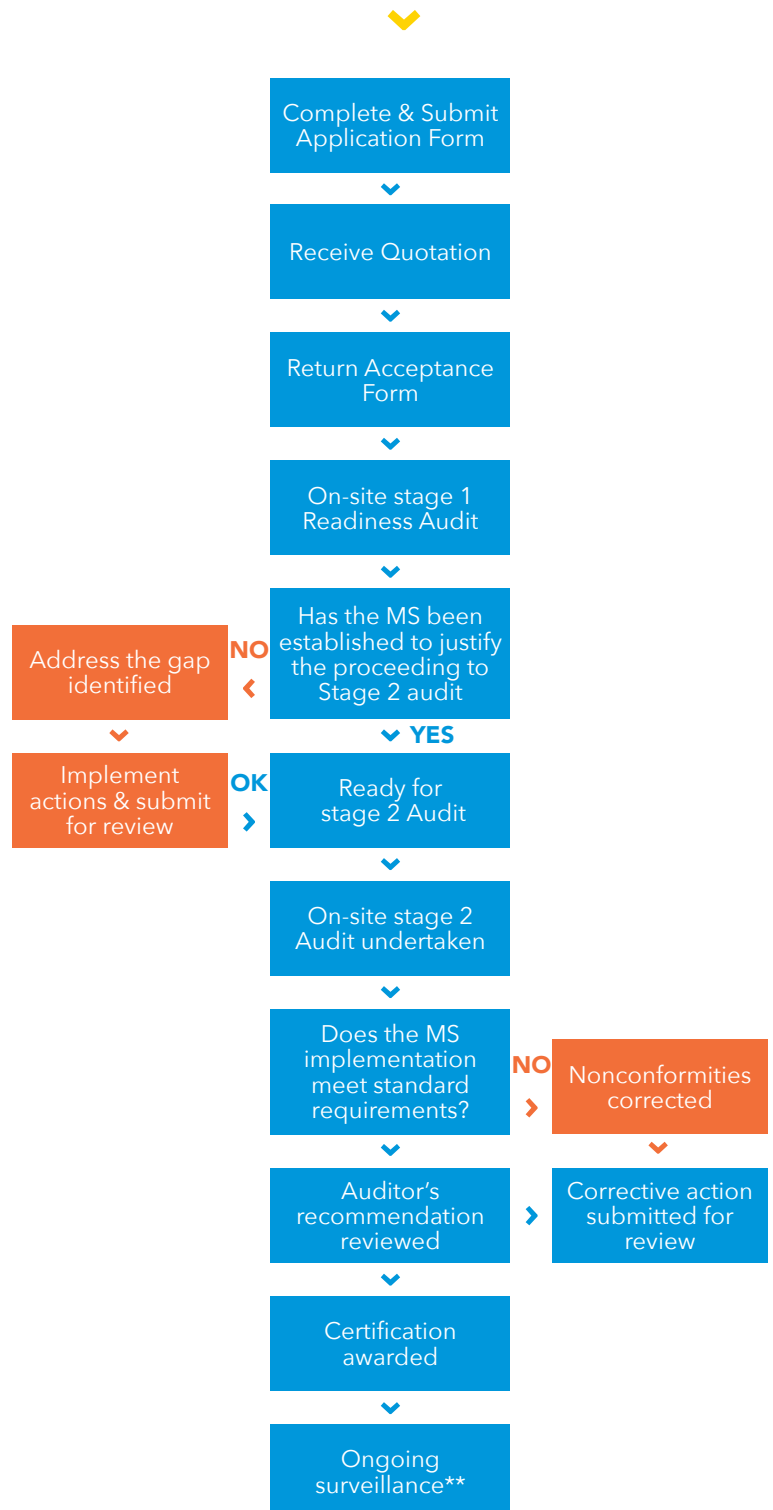 Complete & Submit
Application Form
Receive Quotation
Return Acceptance
Form
On-site stage 1
Readiness Audit
Has the MS been
established to justify
the proceeding to
Stage 2 audit
NO
Address the gap
identified
YES
Implement
actions & submit
for review
OK
Ready for
stage 2 Audit
On-site stage 2
Audit undertaken
Does the MS
implementation
meet standard
requirements?
NO
Nonconformities
corrected
Auditor's
recommendation
reviewed
Corrective action
submitted for
review
Certification
awarded
Ongoing
surveillance**